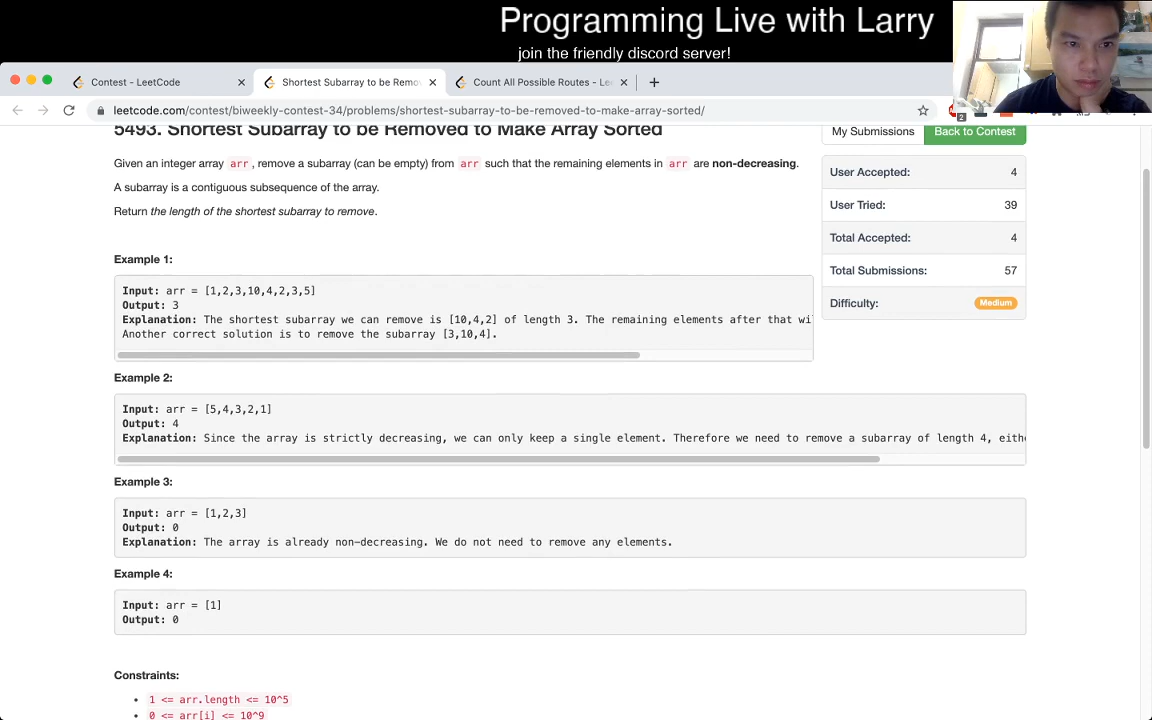 Programming Live with Larry
join the friendly discord server!
Contest - LeetCode
Shortest Subarray to be Remov
Count All Possible Routes - Le
leetcode.com/contest/biweekly-contest-34/problems/shortest-subarray-to-be-removed-to-make-array-sorted/
2
5493. Shortest Subarray to be Removed to Make Array Sorted
Given an integer array arr , remove a subarray (can be empty) from arr such that the remaining elements in arr are non-decreasing.
A subarray is a contiguous subsequence of the array.
Return the length of the shortest subarray to remove.
Example 1:
Input: arr = [1,2,3,10,4,2,3,5]
Output: 3
Explanation: The shortest subarray we can remove is [10,4,2] of length 3. The remaining elements after that wi
Another correct solution is to remove the subarray [3,10,4].
Example 2:
Input: arr = [5,4,3,2,1]
Output: 4
Explanation: Since the array is strictly decreasing, we can only keep a single element. Therefore we need to remove a subarray of length 4, eithe
Example 3:
Input: arr = [1,2,3]
Output: 0
Explanation: The array is already non-decreasing. We do not need to remove any elements.
Example 4:
Input: arr = [1]
Output: 0
Constraints:
1 <= arr.length <= 10^5
0 <= arr[i] <= 10^9
My Submissions
Back to Contest
User Accepted: 4
User Tried: 39
Total Accepted: 4
Total Submissions: 57
Difficulty: Medium